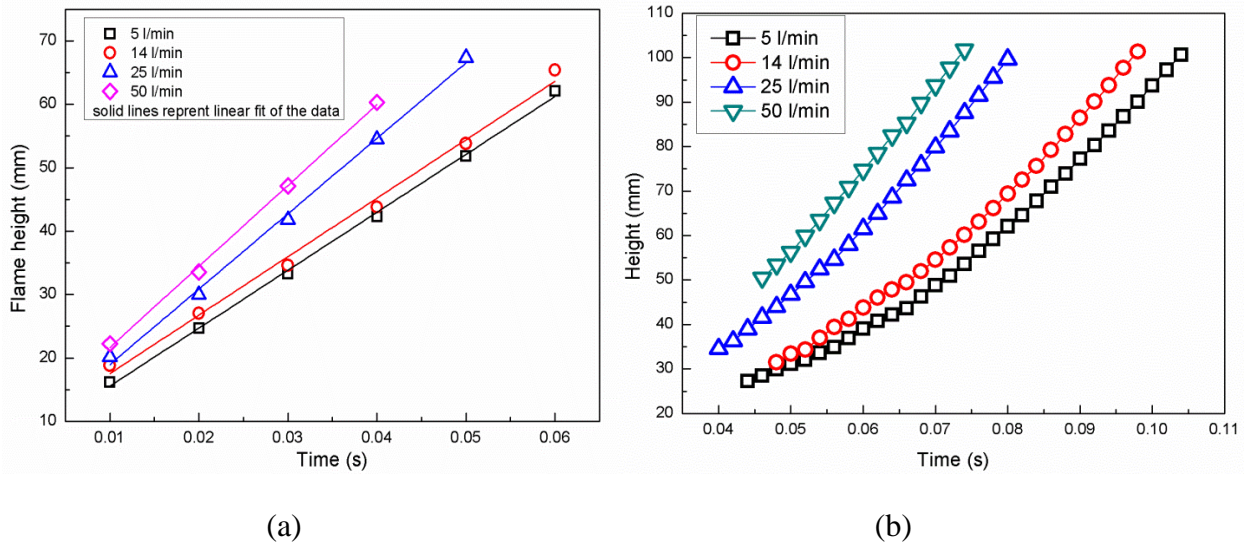 70
60
50
40
30
20
10
Flame height (mm)
5 l/min
14 l/min
25 l/min
50 l/min
solid lines reprent linear fit of the data
0.01 0.02 0.03 0.04 0.05 0.06
Time (s)
(a)
110
100
90
80
70
60
50
40
30
20
Height (mm)
5 l/min
14 l/min
25 l/min
50 l/min
0.04 0.05 0.06 0.07 0.08 0.09 0.10 0.11
Time (s)
(b)